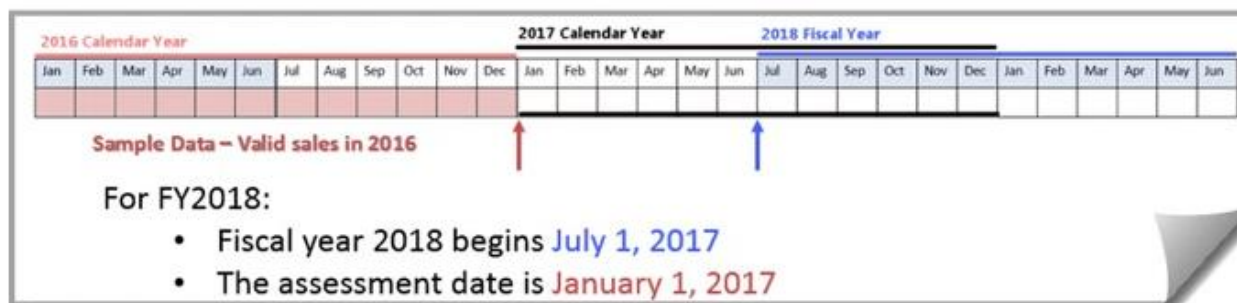 2016 Calendar Year 2017 Calendar Year 2018 Fiscal Year
Jan Feb Mar Apr May Jun Jul Aug Sep Oct Nov Dec Jan Feb Mar Apr May Jun Jul Aug Sep Oct Nov Dec Jan Feb Mar Apr May Jun
Sample Data – Valid sales in 2016
For FY2018:
• Fiscal year 2018 begins July 1, 2017
• The assessment date is January 1, 2017